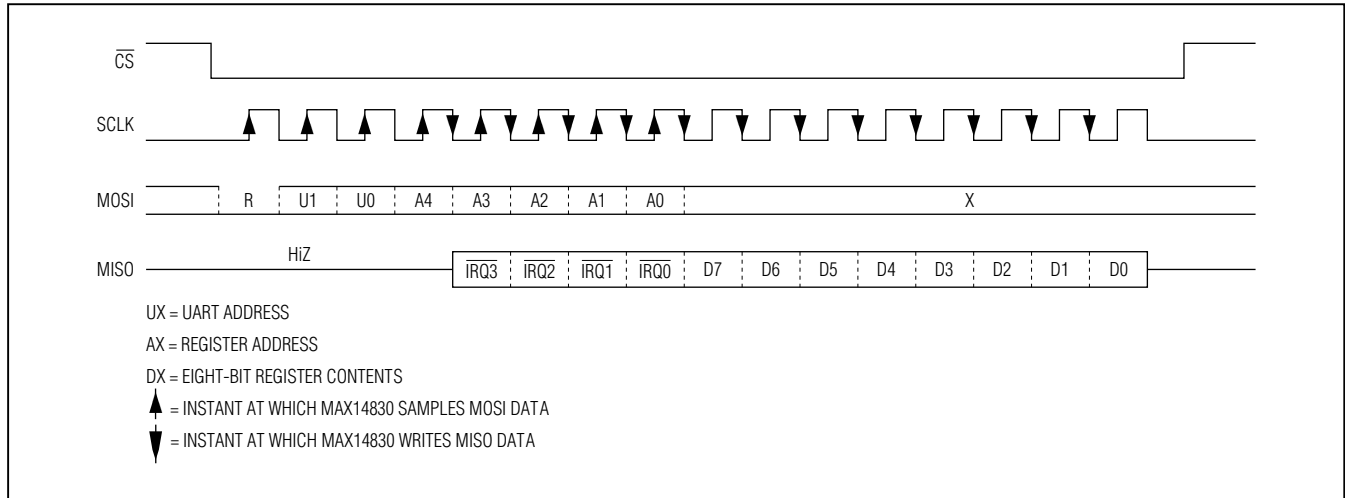 CS
SCLK
MOSI R U1 U0 A4 A3 A2 A1 A0 X
HiZ
MISO IRQ3 IRQ2 IRQ1 IRQ0 D7 D6 D5 D4 D3 D2 D1 D0
UX = UART ADDRESS
AX = REGISTER ADDRESS
DX = EIGHT-BIT REGISTER CONTENTS
= INSTANT AT WHICH MAX14830 SAMPLES MOSI DATA
= INSTANT AT WHICH MAX14830 WRITES MISO DATA